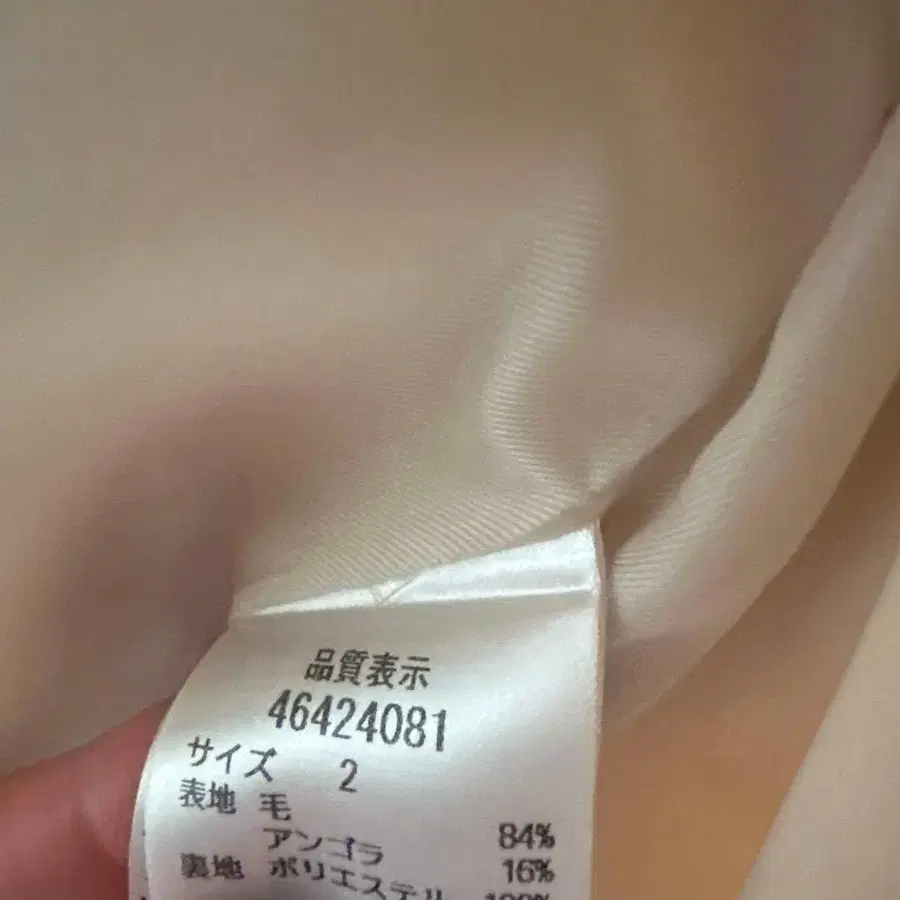 品質表示
46424081
サイズ 2
表地 毛 84%
アンゴラ 16%
裏地 ポリエステル 100%